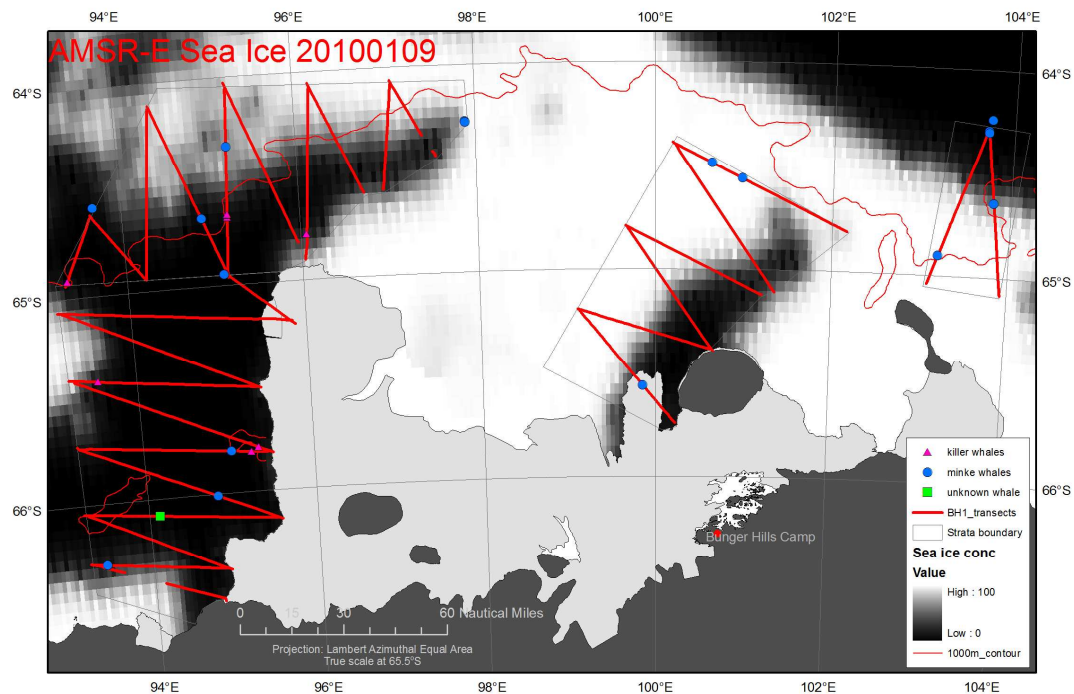 94°E 96°E 98°E 100°E 102°E 104°E
AMSR-E Sea Ice 20100109
64°S 64°S
65°S 65°S
66°S 66°S
killer whales
minke whales
unknown whale
BH1_transects
Strata boundary
Sea ice conc
Value
High : 100
Low : 0
1000m_contour
Bunger Hills Camp
0 15 30 60 Nautical Miles
Projection: Lambert Azimuthal Equal Area
True scale at 65.5°S
94°E 96°E 98°E 100°E 102°E 104°E